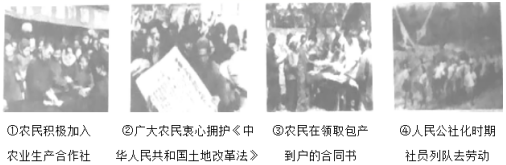 ①农民积极加入
农业生产合作社
②广大农民衷心拥护《中
华人民共和国土地改革法》
③农民在领取包产
到户的合同书
④人民公社化时期
社员列队去劳动